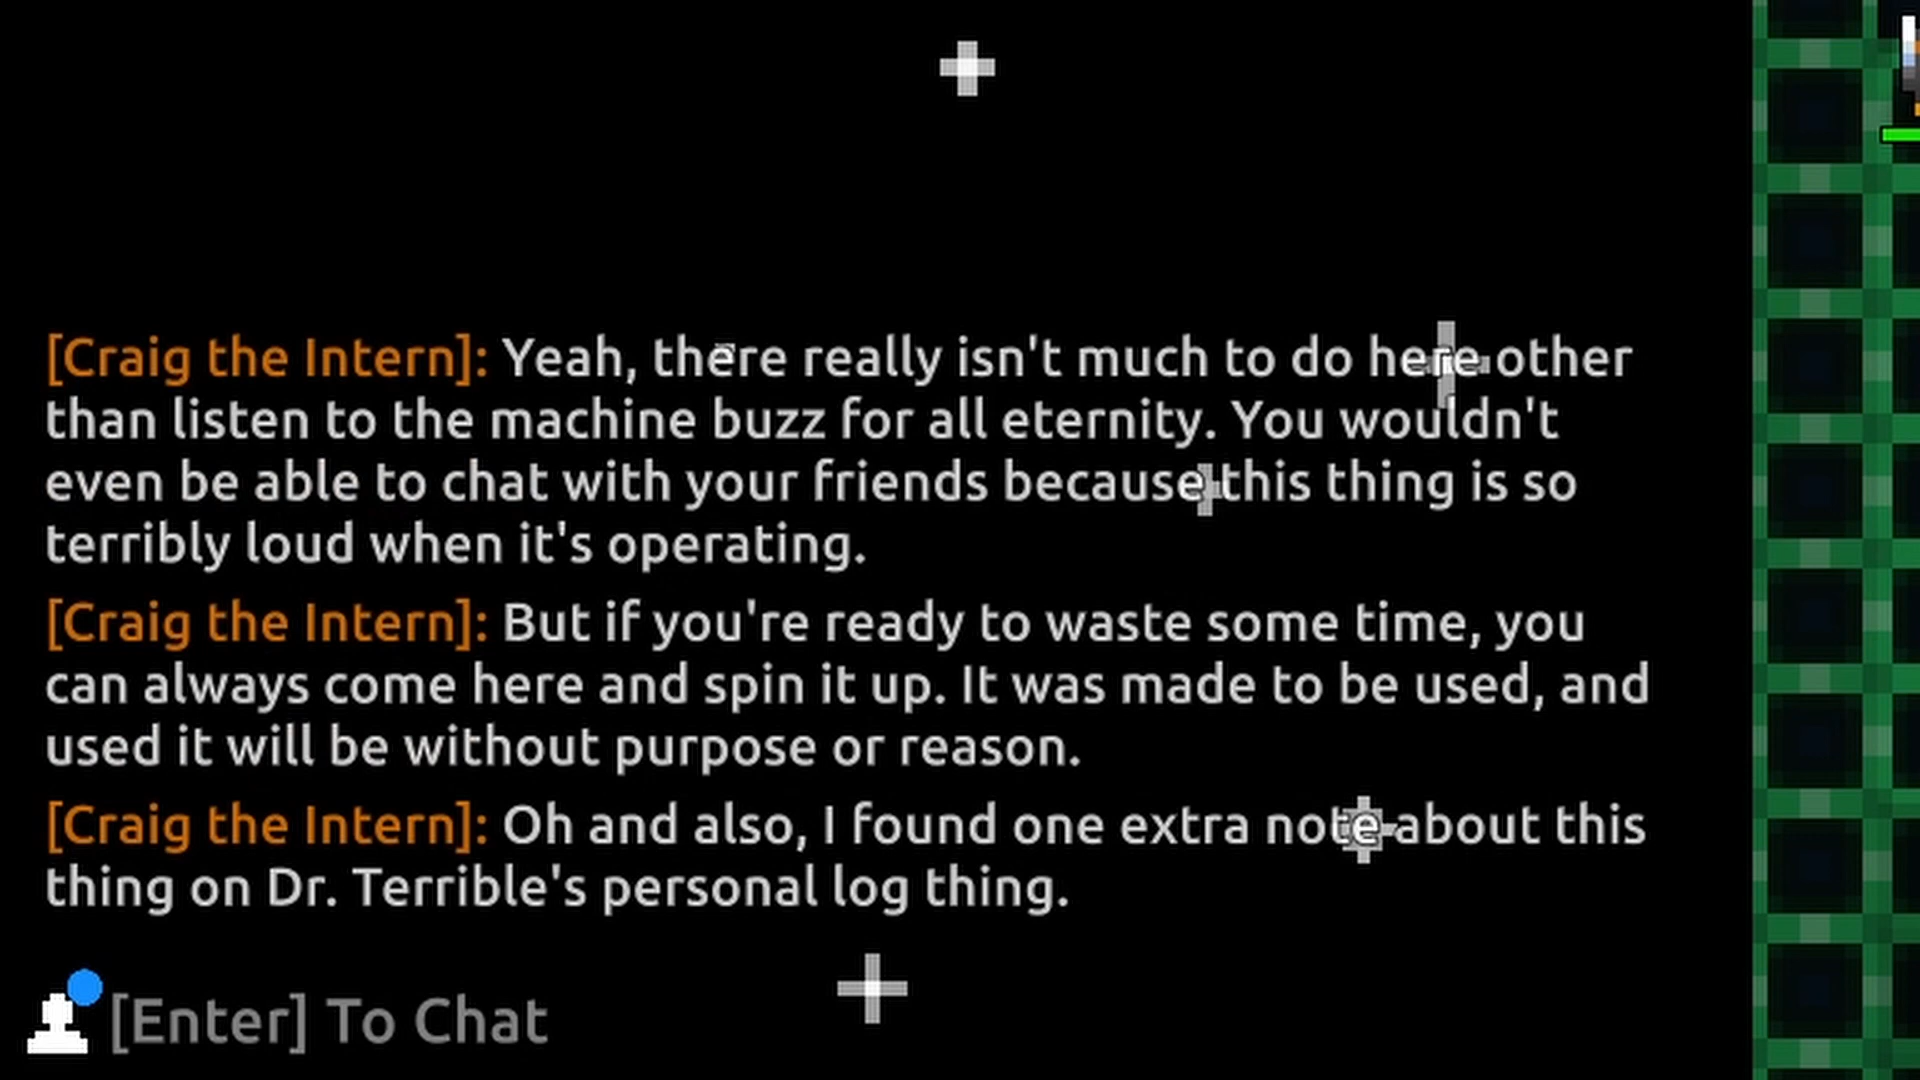 [Craig the Intern]: Yeah, there really isn't much to do here other
than listen to the machine buzz for all eternity. You wouldn't
even be able to chat with your friends because this thing is so
terribly loud when it's operating.
[Craig the Intern]: But if you're ready to waste some time, you
can always come here and spin it up. It was made to be used, and
used it will be without purpose or reason.
[Craig the Intern]: Oh and also, I found one extra note about this
thing on Dr. Terrible's personal log thing.
[Enter] To Chat